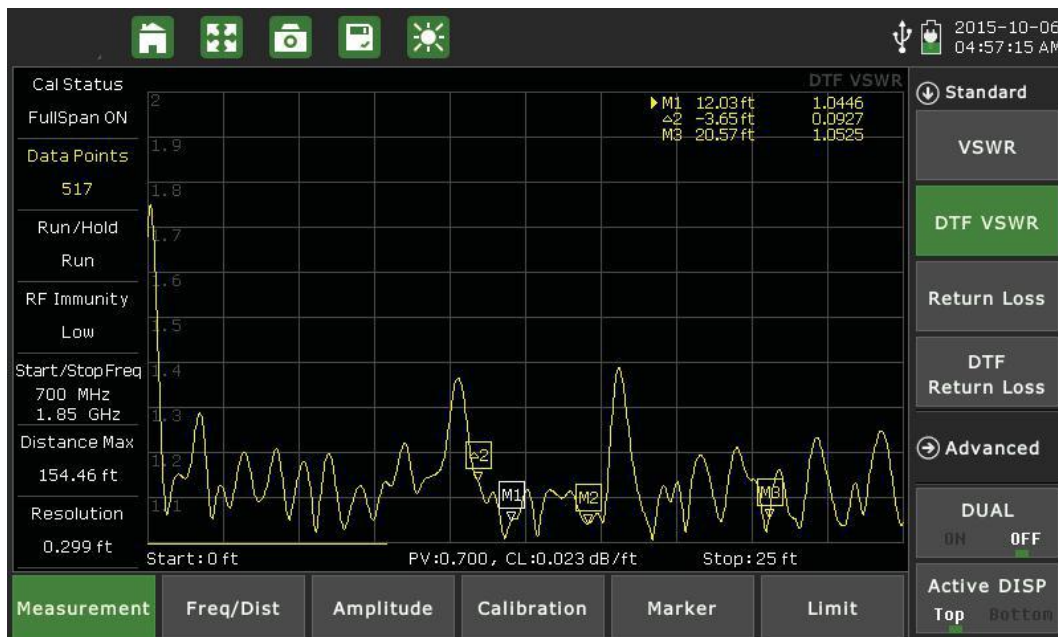 2015-10-06
04:57:15 AM
Cal Status
FullSpan ON
Data Points
517
Run/Hold
Run
RF Immunity
Low
Start/StopFreq
700 MHz
1.85 GHz
Distance Max
154.46 ft
Resolution
0.299 ft
DTF VSWR
M1 12.03 ft 1.0446
△2 -3.65 ft 0.0927
M3 20.57 ft 1.0525
2
1.9
1.8
1.7
1.6
1.5
1.4
1.3
1.2
1.1
△2
M1
M2
M3
Start: 0 ft
PV:0.700, CL:0.023 dB/ft
Stop: 25 ft
Standard
VSWR
DTF VSWR
Return Loss
DTF
Return Loss
Advanced
DUAL
ON OFF
Active DISP
Top Bottom
Measurement
Freq/Dist
Amplitude
Calibration
Marker
Limit